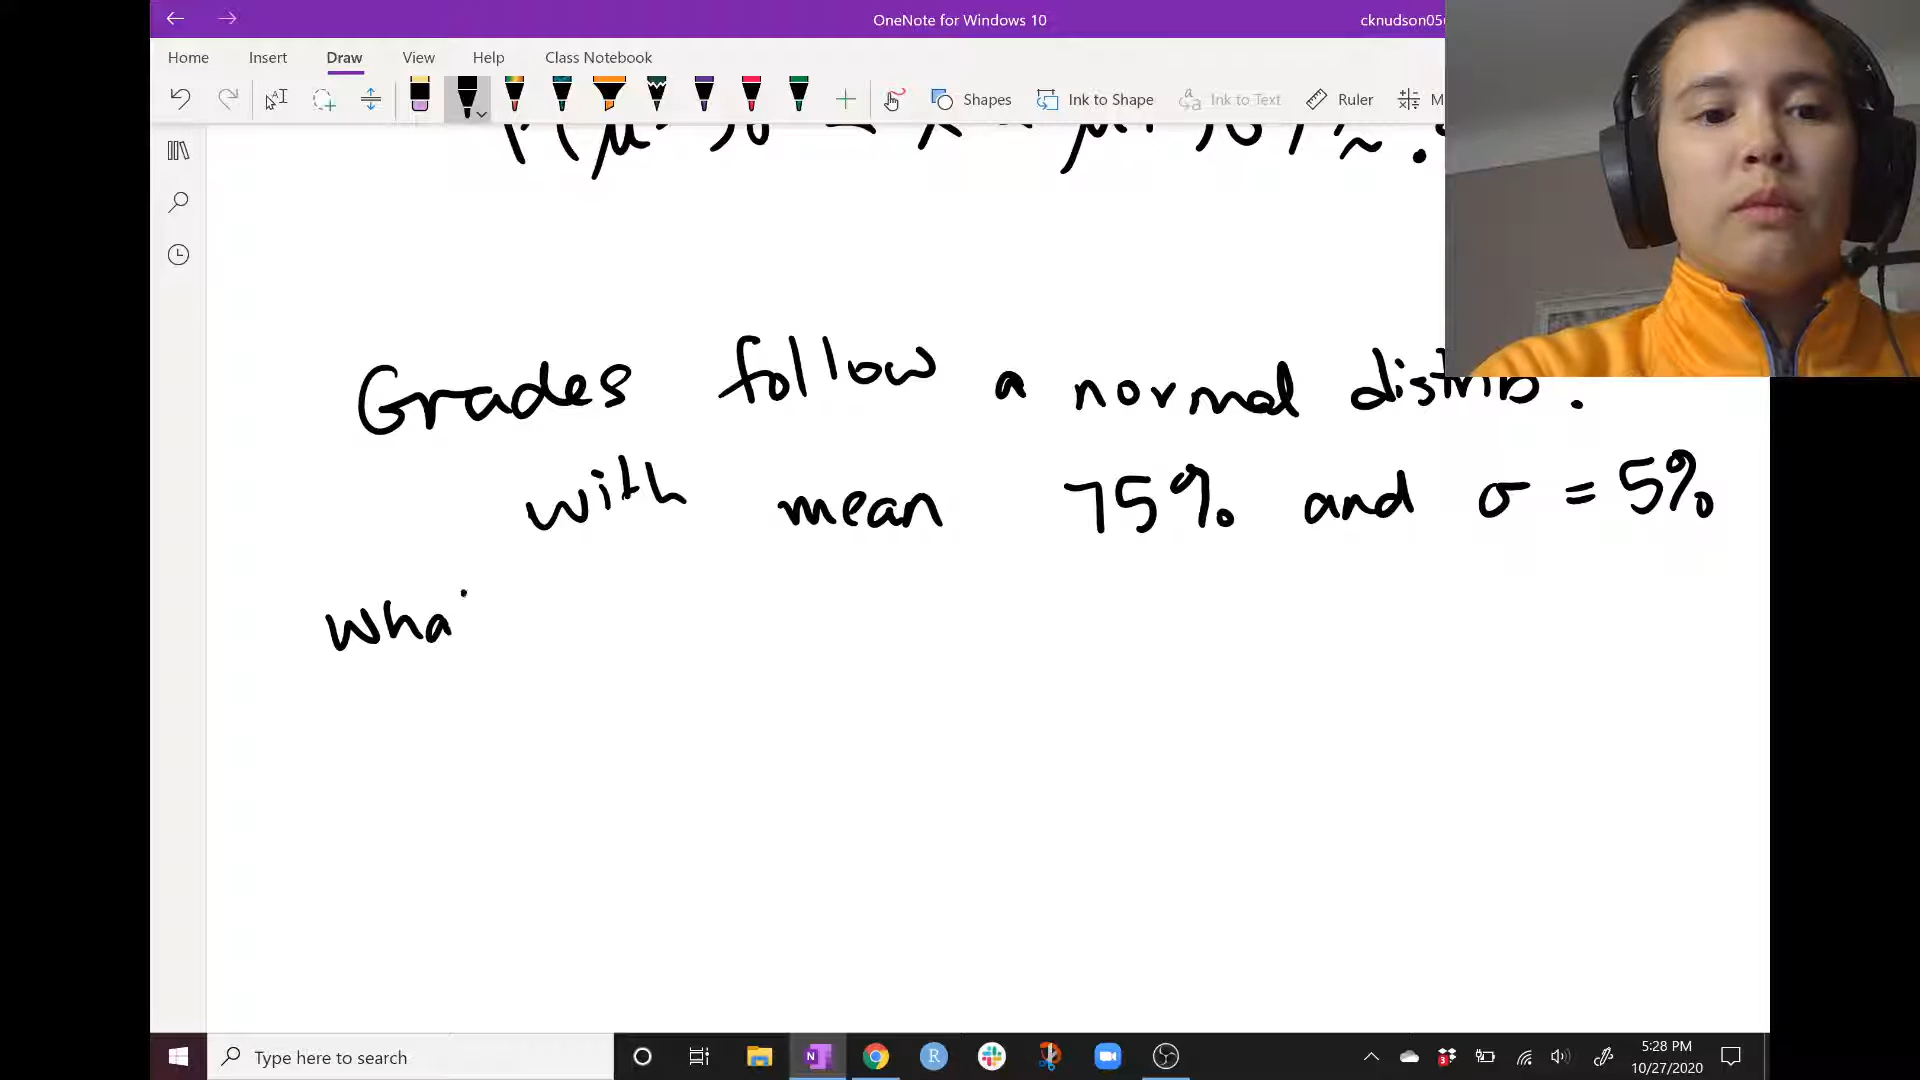 OneNote for Windows 10
cknudson05
Home Insert Draw View Help Class Notebook
Shapes Ink to Shape Ink to Text Ruler M
Grades follow a normal distrib.
with mean 75% and σ = 5%
wha
Type here to search
5:28 PM
10/27/2020